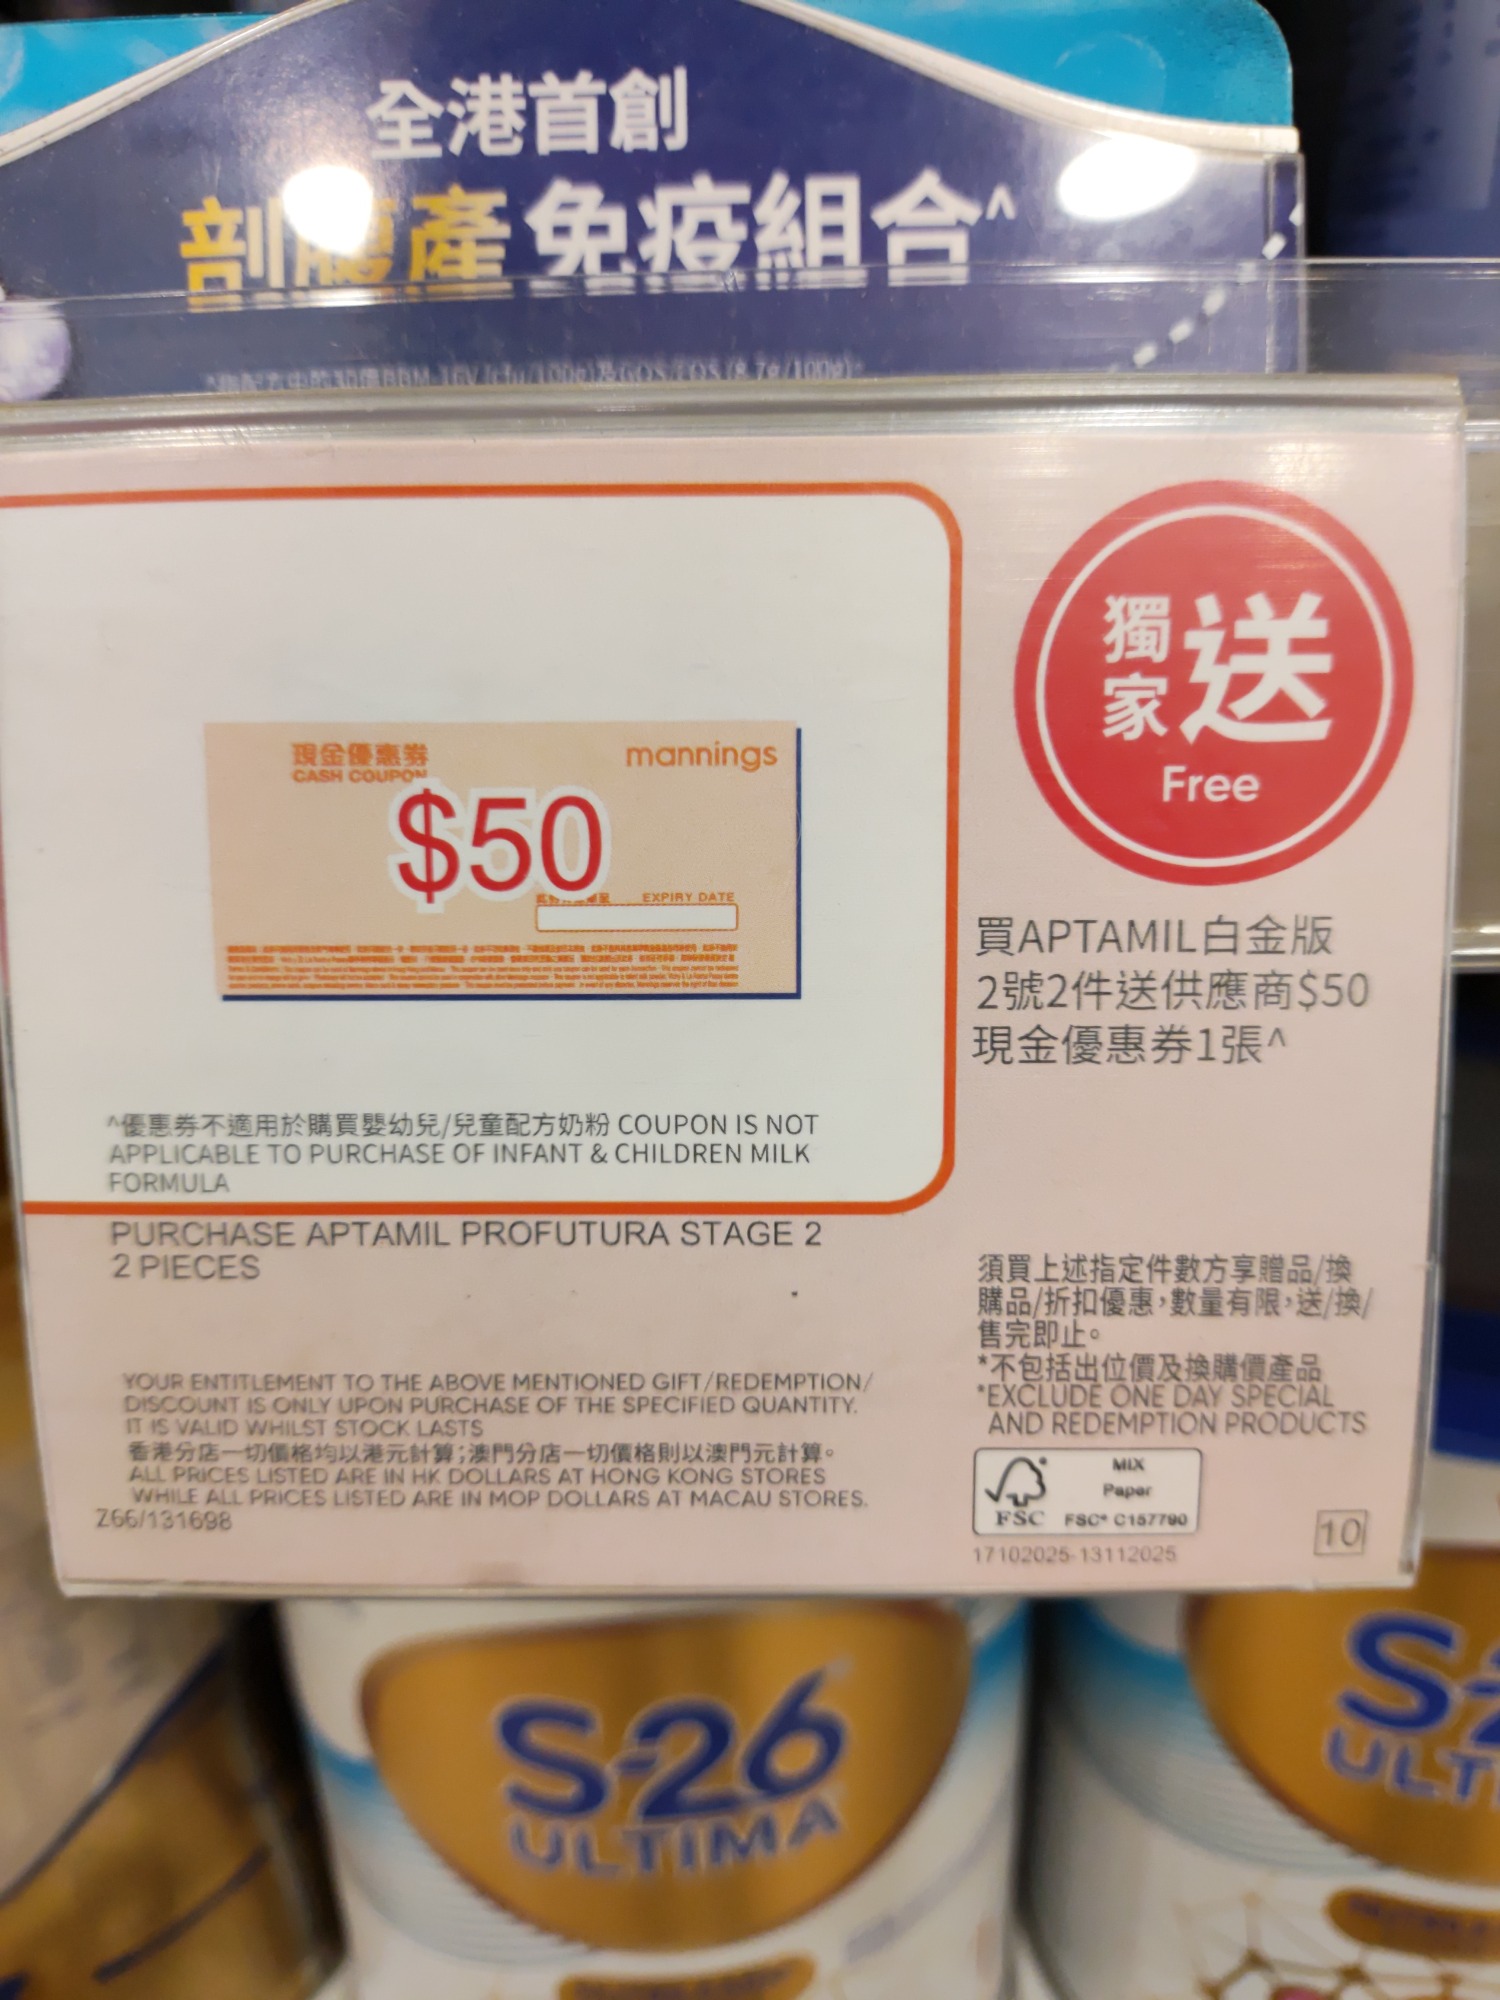 全港首創
剖腹產免疫組合^
獨家送
Free
現金優惠券
CASH COUPON
mannings
$50
EXPIRY DATE
買APTAMIL白金版
2號2件送供應商$50
現金優惠券1張^
^優惠券不適用於購買嬰幼兒/兒童配方奶粉 COUPON IS NOT
APPLICABLE TO PURCHASE OF INFANT & CHILDREN MILK
FORMULA
PURCHASE APTAMIL PROFUTURA STAGE 2
2 PIECES
須買上述指定件數方享贈品/換
購品/折扣優惠，數量有限，送/換/
售完即止。
*不包括出位價及換購價產品
*EXCLUDE ONE DAY SPECIAL
AND REDEMPTION PRODUCTS
YOUR ENTITLEMENT TO THE ABOVE MENTIONED GIFT/REDEMPTION/
DISCOUNT IS ONLY UPON PURCHASE OF THE SPECIFIED QUANTITY.
IT IS VALID WHILST STOCK LASTS
香港分店一切價格均以港元計算；澳門分店一切價格則以澳門元計算。
ALL PRICES LISTED ARE IN HK DOLLARS AT HONG KONG STORES
WHILE ALL PRICES LISTED ARE IN MOP DOLLARS AT MACAU STORES.
Z66/131698
FSC
MIX
Paper
FSC® C157790
17102025-13112025
10
S-26
ULTIMA